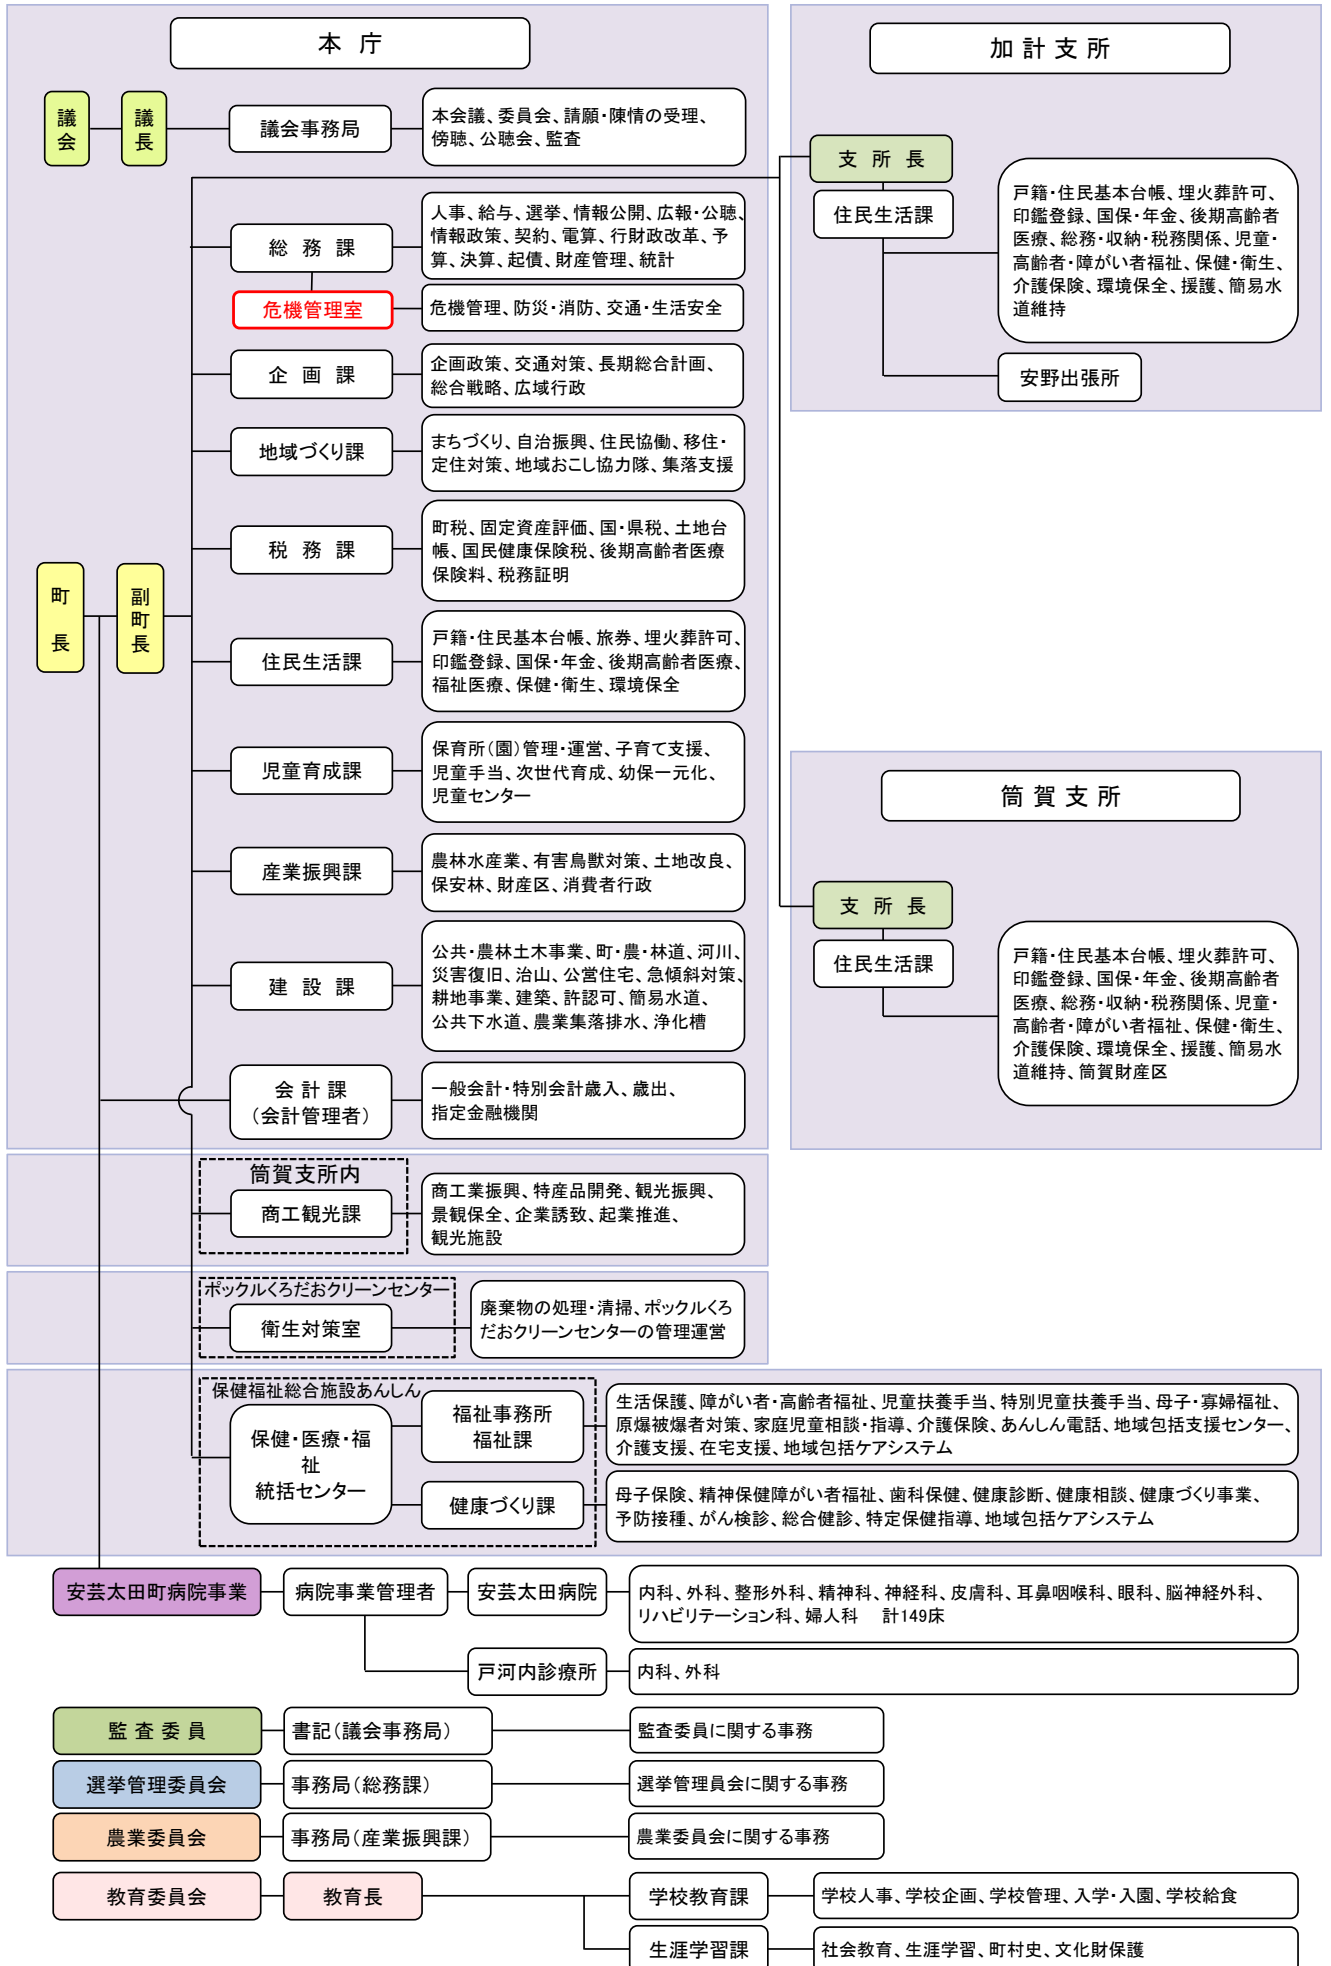 本 庁
議会
議長
議会事務局
本会議、委員会、請願・陳情の受理、
傍聴、公聴会、監査
総 務 課
人事、給与、選挙、情報公開、広報・公聴、
情報政策、契約、電算、行財政改革、予
算、決算、起債、財産管理、統計
危機管理室
危機管理、防災・消防、交通・生活安全
企 画 課
企画政策、交通対策、長期総合計画、
総合戦略、広域行政
地域づくり課
まちづくり、自治振興、住民協働、移住・
定住対策、地域おこし協力隊、集落支援
税 務 課
町税、固定資産評価、国・県税、土地台
帳、国民健康保険税、後期高齢者医療
保険料、税務証明
町 長
副町長
住民生活課
戸籍・住民基本台帳、旅券、埋火葬許可、
印鑑登録、国保・年金、後期高齢者医療、
福祉医療、保健・衛生、環境保全
児童育成課
保育所(園)管理・運営、子育て支援、
児童手当、次世代育成、幼保一元化、
児童センター
産業振興課
農林水産業、有害鳥獣対策、土地改良、
保安林、財産区、消費者行政
建 設 課
公共・農林土木事業、町・農・林道、河川、
災害復旧、治山、公営住宅、急傾斜対策、
耕地事業、建築、許認可、簡易水道、
公共下水道、農業集落排水、浄化槽
会 計 課
(会計管理者)
一般会計・特別会計歳入、歳出、
指定金融機関
加 計 支 所
支 所 長
住民生活課
戸籍・住民基本台帳、埋火葬許可、
印鑑登録、国保・年金、後期高齢者
医療、総務・収納・税務関係、児童・
高齢者・障がい者福祉、保健・衛生、
介護保険、環境保全、援護、簡易水
道維持
安野出張所
筒 賀 支 所
支 所 長
住民生活課
戸籍・住民基本台帳、埋火葬許可、
印鑑登録、国保・年金、後期高齢者
医療、総務・収納・税務関係、児童・
高齢者・障がい者福祉、保健・衛生、
介護保険、環境保全、援護、簡易水
道維持、筒賀財産区
筒賀支所内
商工観光課
商工業振興、特産品開発、観光振興、
景観保全、企業誘致、起業推進、
観光施設
ポックルくろだおクリーンセンター
衛生対策室
廃棄物の処理・清掃、ポックルくろ
だおクリーンセンターの管理運営
保健福祉総合施設あんしん
保健・医療・福
祉
統括センター
福祉事務所
福祉課
生活保護、障がい者・高齢者福祉、児童扶養手当、特別児童扶養手当、母子・寡婦福祉、
原爆被爆者対策、家庭児童相談・指導、介護保険、あんしん電話、地域包括支援センター、
介護支援、在宅支援、地域包括ケアシステム
健康づくり課
母子保険、精神保健障がい者福祉、歯科保健、健康診断、健康相談、健康づくり事業、
予防接種、がん検診、総合健診、特定保健指導、地域包括ケアシステム
安芸太田町病院事業
病院事業管理者
安芸太田病院
内科、外科、整形外科、精神科、神経科、皮膚科、耳鼻咽喉科、眼科、脳神経外科、
リハビリテーション科、婦人科 計149床
戸河内診療所
内科、外科
監 査 委 員
書記(議会事務局)
監査委員に関する事務
選挙管理委員会
事務局(総務課)
選挙管理員会に関する事務
農業委員会
事務局(産業振興課)
農業委員会に関する事務
教育委員会
教育長
学校教育課
学校人事、学校企画、学校管理、入学・入園、学校給食
生涯学習課
社会教育、生涯学習、町村史、文化財保護